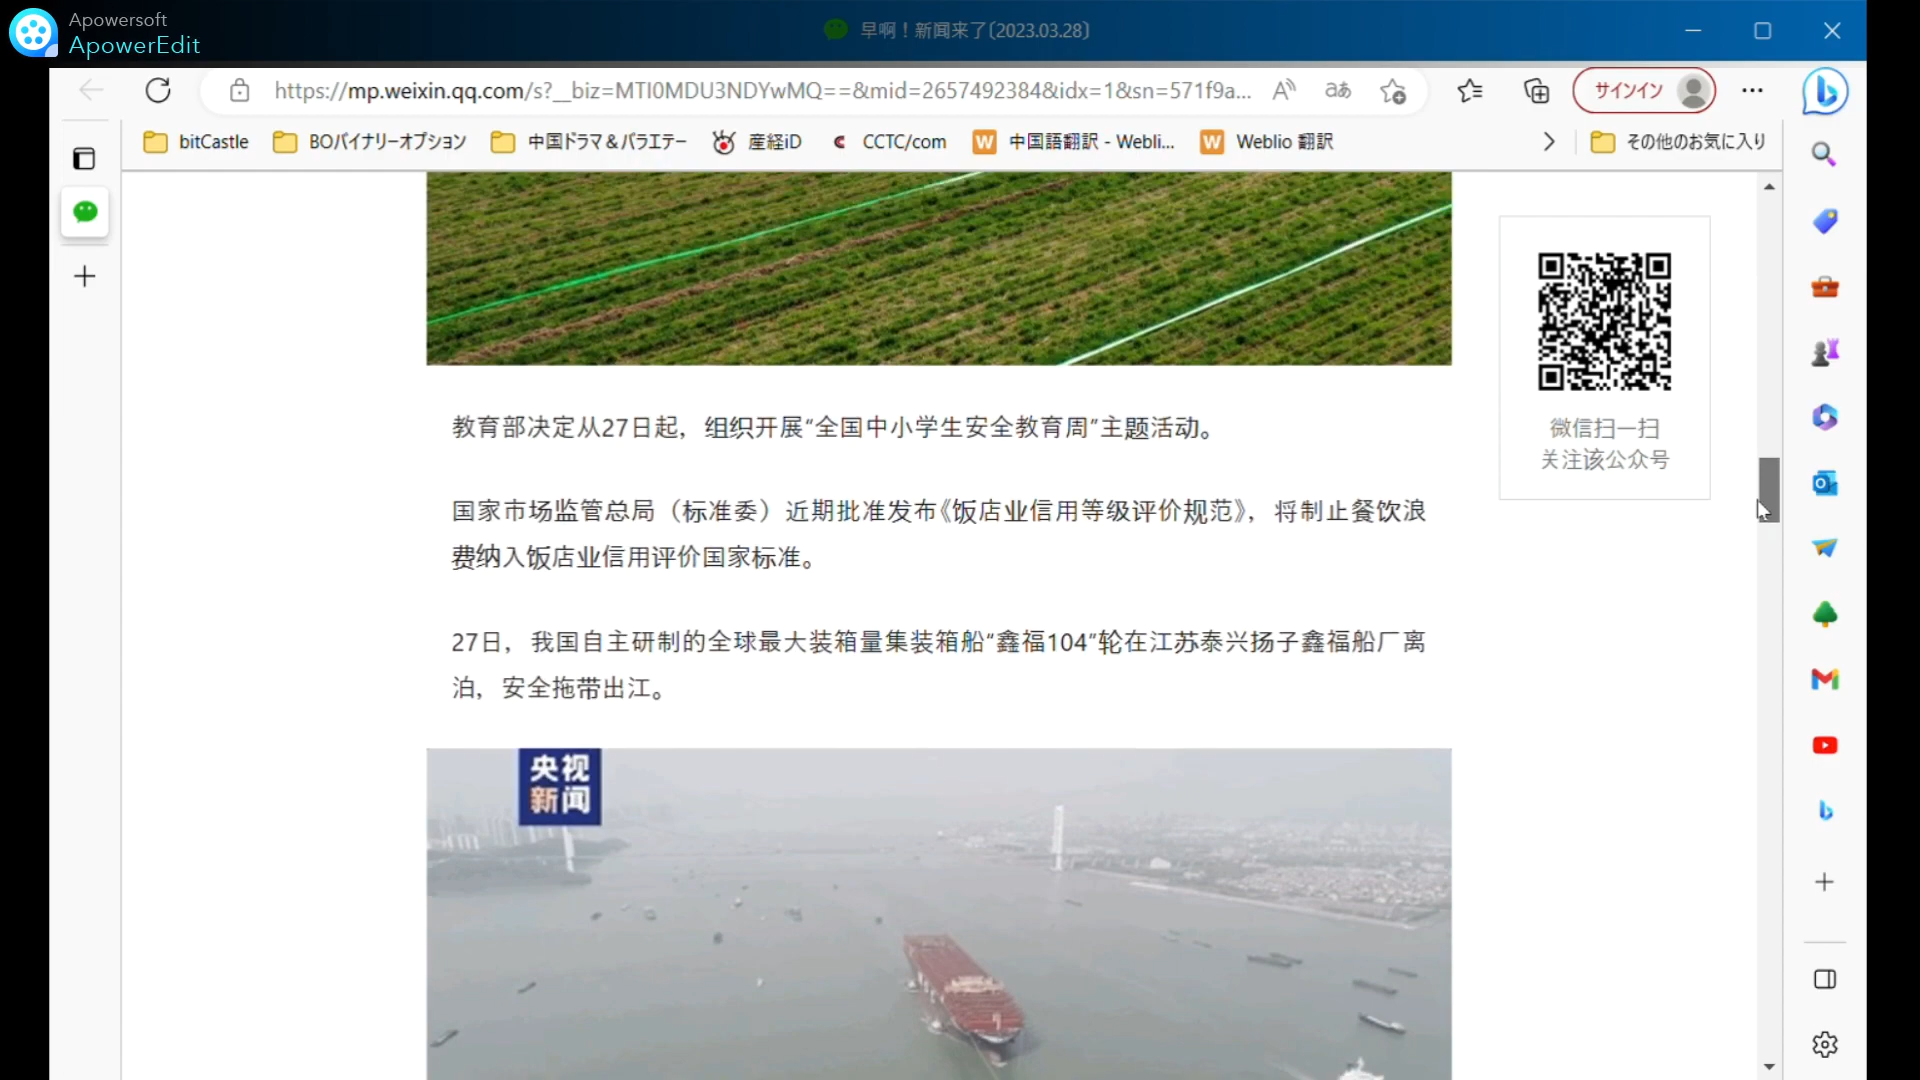 Apowersoft
ApowerEdit
早啊！新闻来了〔2023.03.28〕
https://mp.weixin.qq.com/s?__biz=MTI0MDU3NDYwMQ==&mid=2657492384&idx=1&sn=571f9a...
aあ
サインイン
bitCastle
BOバイナリーオプション
中国ドラマ＆バラエテー
産経iD
CCTC/com
中国語翻訳 - Webli...
Weblio 翻訳
その他のお気に入り
微信扫一扫
关注该公众号
教育部决定从27日起，组织开展“全国中小学生安全教育周”主题活动。
国家市场监管总局（标准委）近期批准发布《饭店业信用等级评价规范》，将制止餐饮浪
费纳入饭店业信用评价国家标准。
27日，我国自主研制的全球最大装箱量集装箱船“鑫福104”轮在江苏泰兴扬子鑫福船厂离
泊，安全拖带出江。
央视
新闻